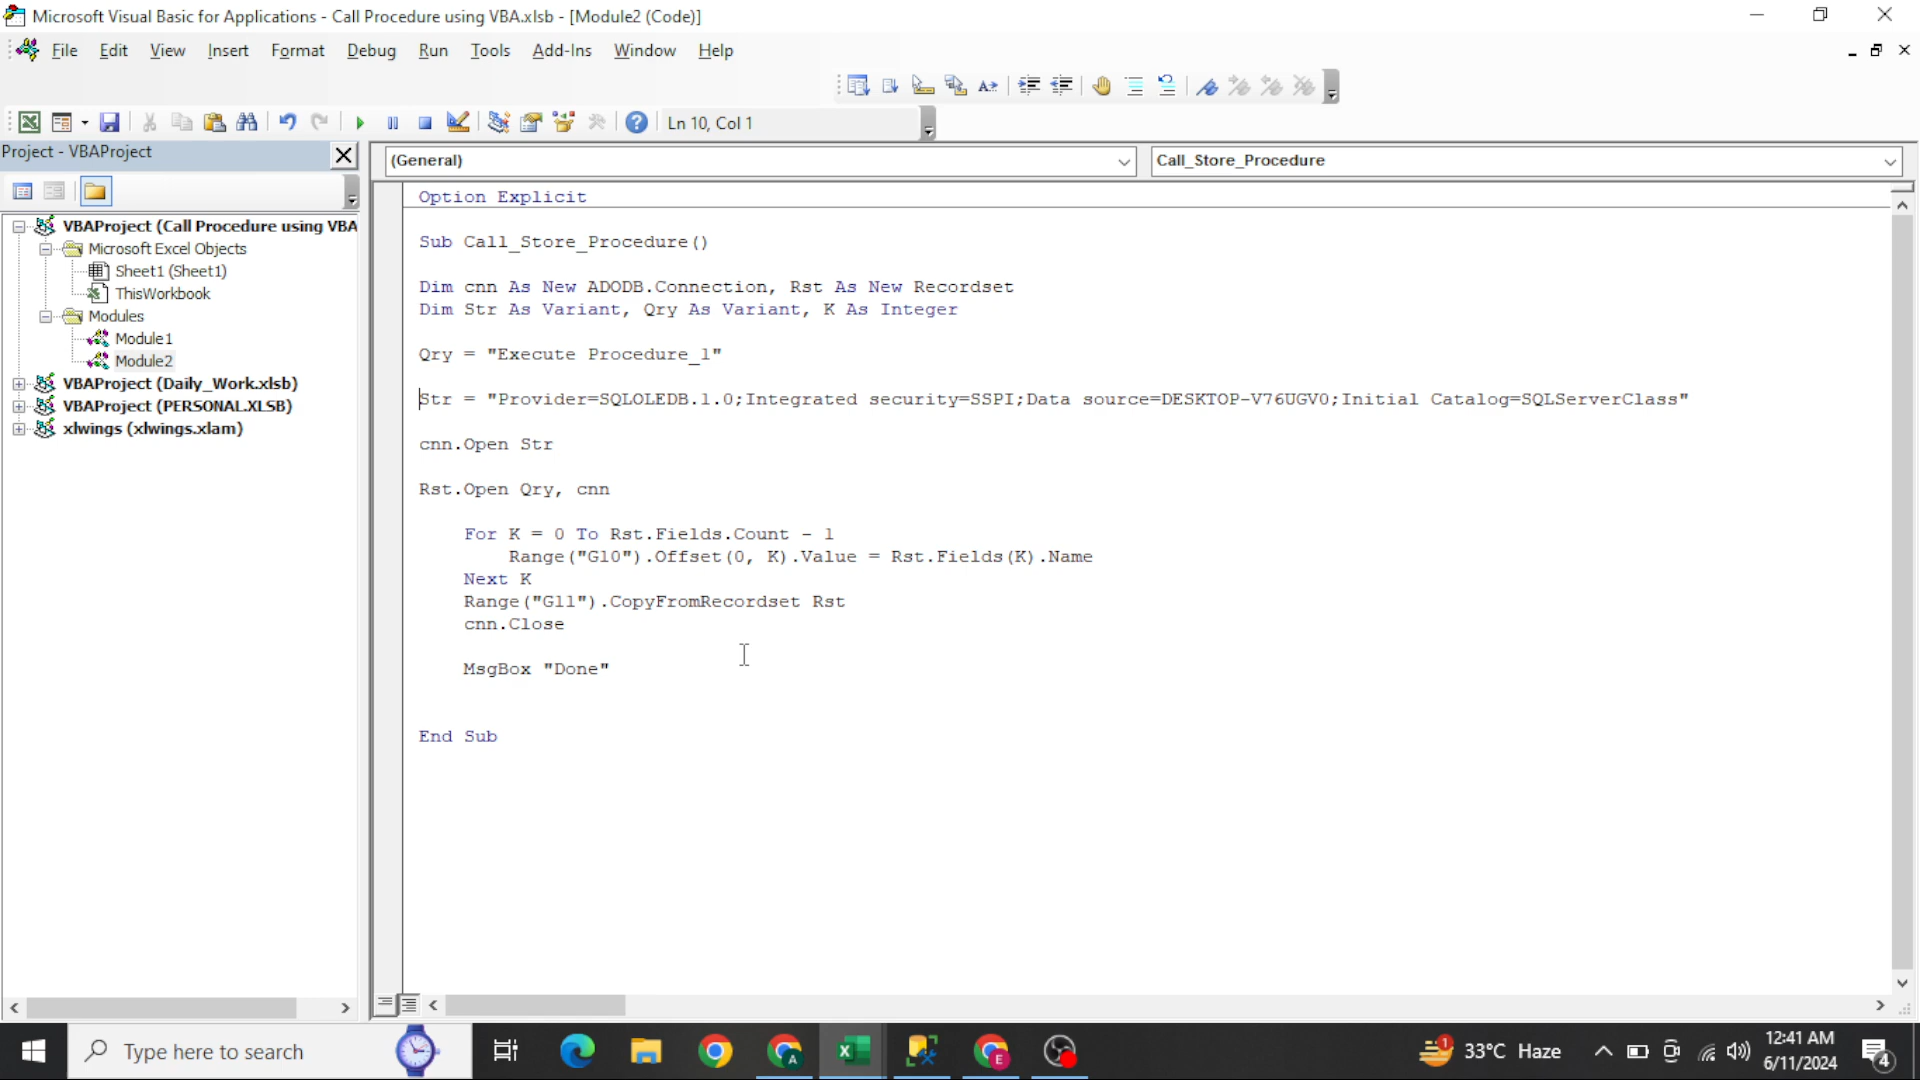 Microsoft Visual Basic for Applications - Call Procedure using VBA.xlsb - [Module2 (Code)]
File Edit View Insert Format Debug Run Tools Add-Ins Window Help
Ln 10, Col 1
Project - VBAProject
(General)
Call_Store_Procedure
VBAProject (Call Procedure using VBA
Microsoft Excel Objects
Sheet1 (Sheet1)
ThisWorkbook
Modules
Module1
Module2
VBAProject (Daily_Work.xlsb)
VBAProject (PERSONAL.XLSB)
xlwings (xlwings.xlam)
Option Explicit
Sub Call_Store_Procedure()
Dim cnn As New ADODB.Connection, Rst As New Recordset
Dim Str As Variant, Qry As Variant, K As Integer
Qry = "Execute Procedure_1"
Str = "Provider=SQLOLEDB.1.0;Integrated security=SSPI;Data source=DESKTOP-V76UGV0;Initial Catalog=SQLServerClass"
cnn.Open Str
Rst.Open Qry, cnn
For K = 0 To Rst.Fields.Count - 1
Range("G10").Offset(0, K).Value = Rst.Fields(K).Name
Next K
Range("G11").CopyFromRecordset Rst
cnn.Close
MsgBox "Done"
End Sub
Type here to search
33°C Haze
12:41 AM
6/11/2024
4